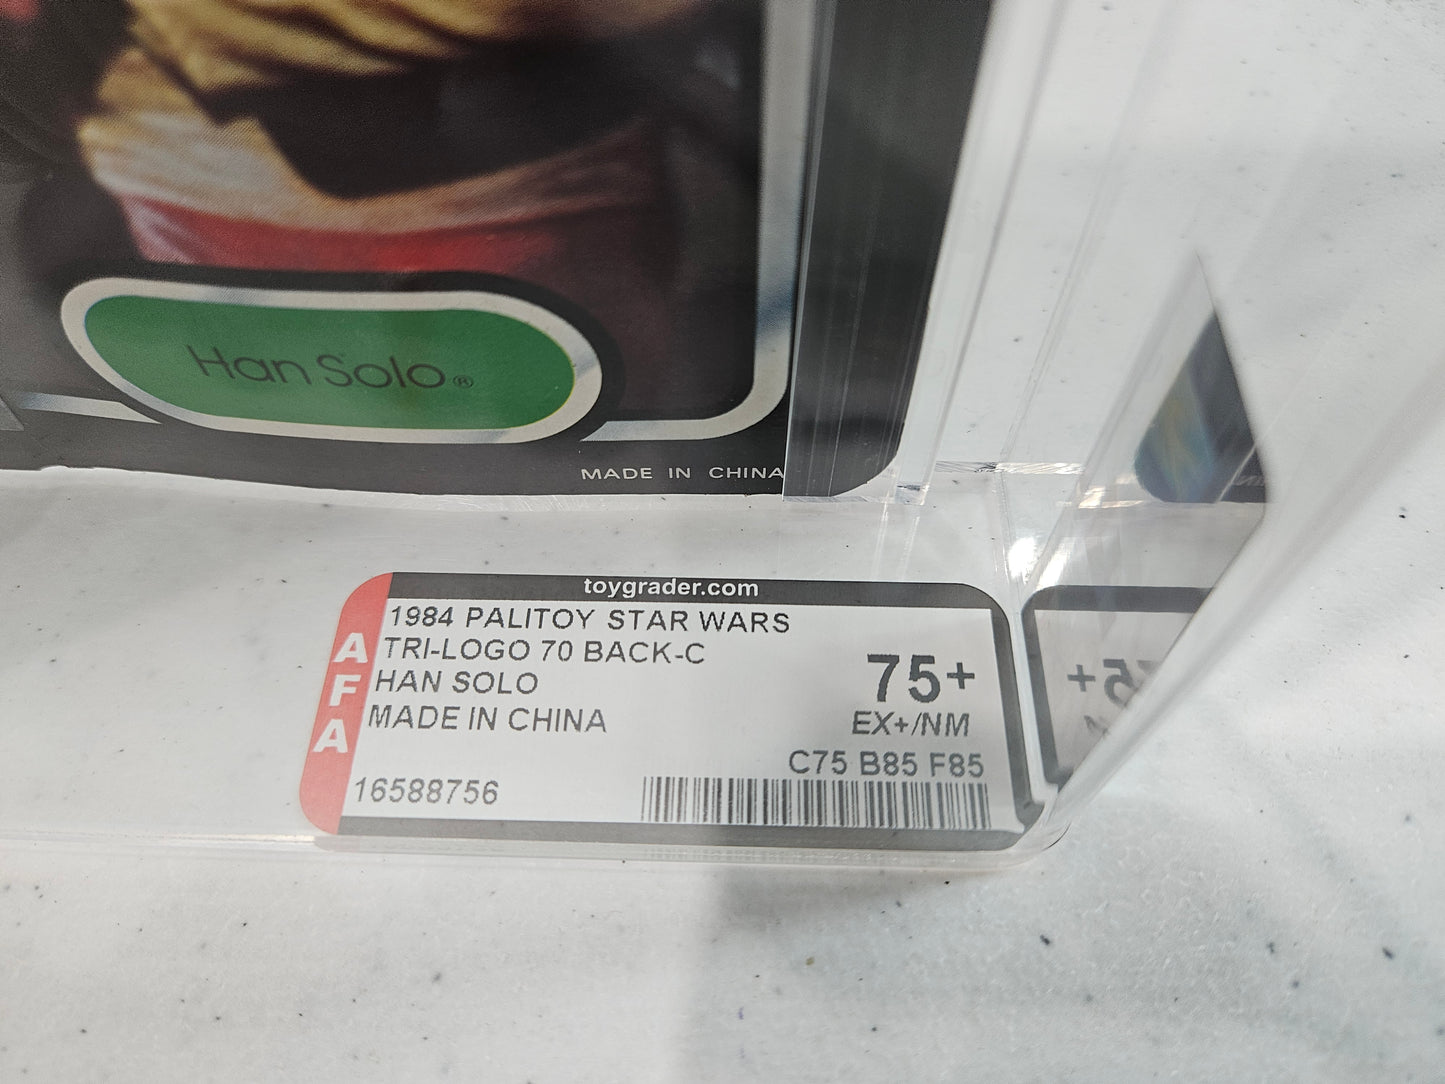 Han Solo®
MADE IN CHINA
toygrader.com
AFA
1984 PALITOY STAR WARS
TRI-LOGO 70 BACK-C
HAN SOLO
MADE IN CHINA
16588756
75+
EX+/NM
C75 B85 F85